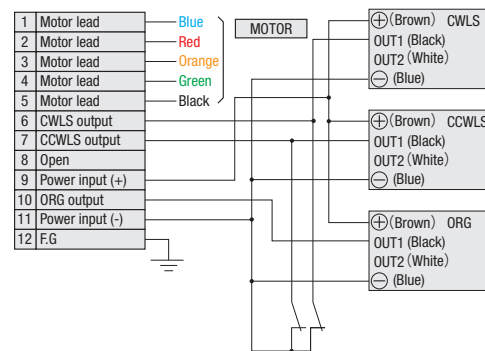 1 Motor lead Blue
2 Motor lead Red
3 Motor lead Orange
4 Motor lead Green
5 Motor lead Black
6 CWLS output
7 CCWLS output
8 Open
9 Power input (+)
10 ORG output
11 Power input (-)
12 F.G
MOTOR
+ (Brown) CWLS
OUT1 (Black)
OUT2 (White)
− (Blue)
+ (Brown) CCWLS
OUT1 (Black)
OUT2 (White)
− (Blue)
+ (Brown) ORG
OUT1 (Black)
OUT2 (White)
− (Blue)